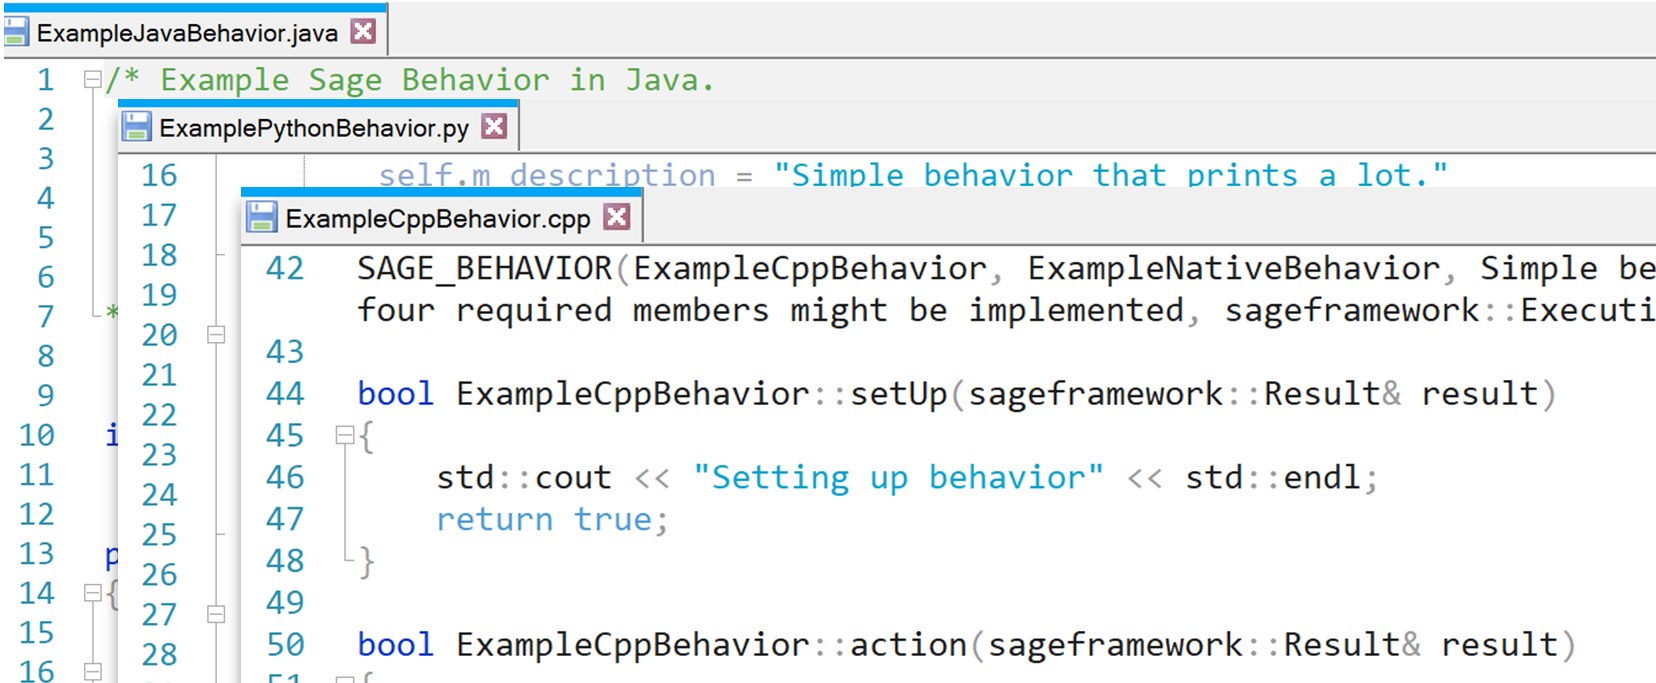 ExampleJavaBehavior.java
1 /* Example Sage Behavior in Java.
2
3
4
5
6
7 *
8
9
10 i
11
12
13 p
14 {
15
16
ExamplePythonBehavior.py
16 self.m_description = "Simple behavior that prints a lot."
17
18
19
20
21
22
23
24
25
26
27
28
ExampleCppBehavior.cpp
42 SAGE_BEHAVIOR(ExampleCppBehavior, ExampleNativeBehavior, Simple be
four required members might be implemented, sageframework::Executi
43
44 bool ExampleCppBehavior::setUp(sageframework::Result& result)
45 {
46 std::cout << "Setting up behavior" << std::endl;
47 return true;
48 }
49
50 bool ExampleCppBehavior::action(sageframework::Result& result)
51 {